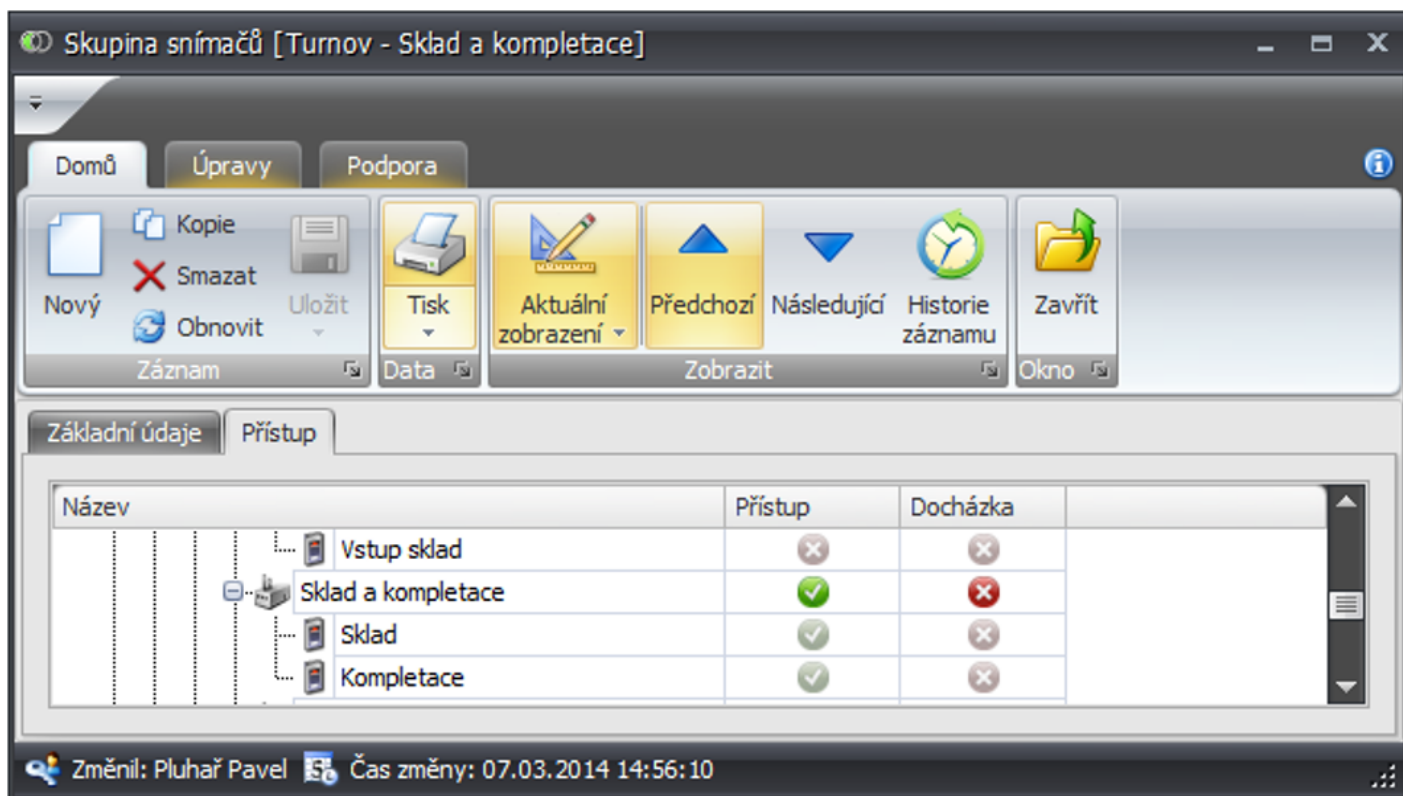 Skupina snímačů [Turnov - Sklad a kompletace]
Domů Úpravy Podpora
Nový
Kopie
Smazat
Obnovit
Uložit
Záznam
Tisk
Data
Aktuální
zobrazení
Předchozí
Následující
Historie
záznamu
Zobrazit
Zavřít
Okno
Základní údaje Přístup
Název Přístup Docházka
Vstup sklad
Sklad a kompletace
Sklad
Kompletace
Změnil: Pluhař Pavel Čas změny: 07.03.2014 14:56:10